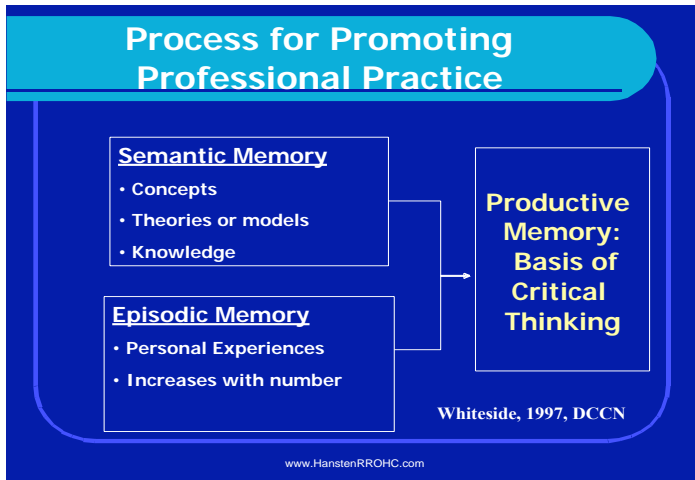 Process for Promoting
Professional Practice
Semantic Memory
• Concepts
• Theories or models
• Knowledge
Episodic Memory
• Personal Experiences
• Increases with number
Productive
Memory:
Basis of
Critical
Thinking
Whiteside, 1997, DCCN
www.HanstenRROHC.com